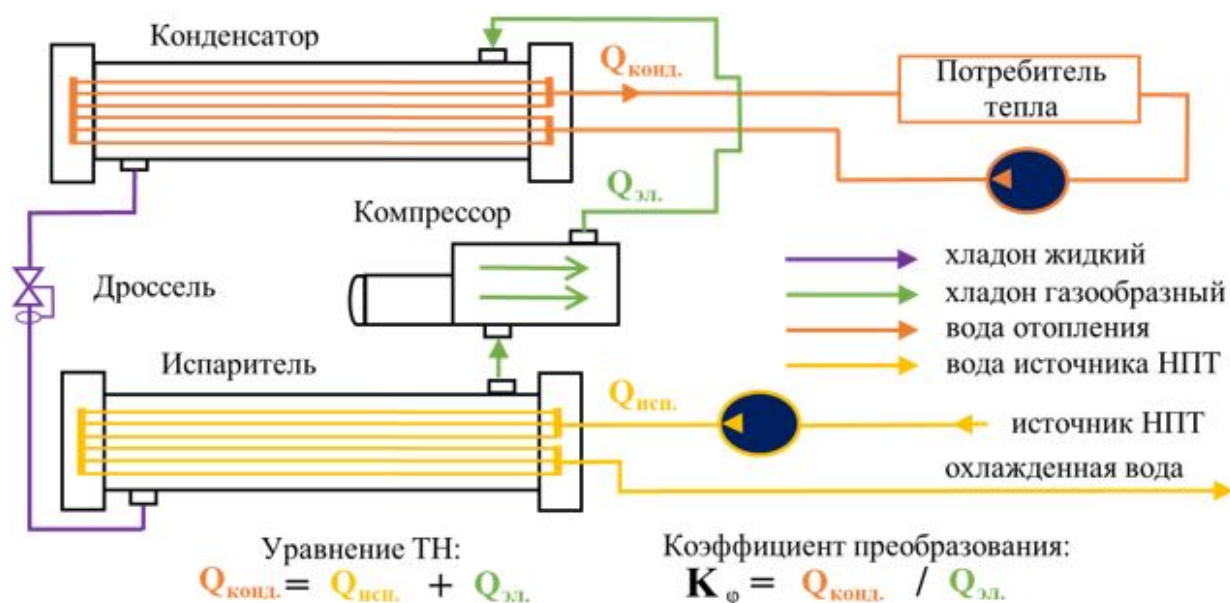 Конденсатор
Qконд.
Потребитель
тепла
Qэл.
Компрессор
хладон жидкий
Дроссель
хладон газообразный
вода отопления
Испаритель
вода источника НПТ
Qисп.
источник НПТ
охлажденная вода
Уравнение ТН:
Коэффициент преобразования:
Qконд. = Qисп. + Qэл.
Kφ = Qконд. / Qэл.